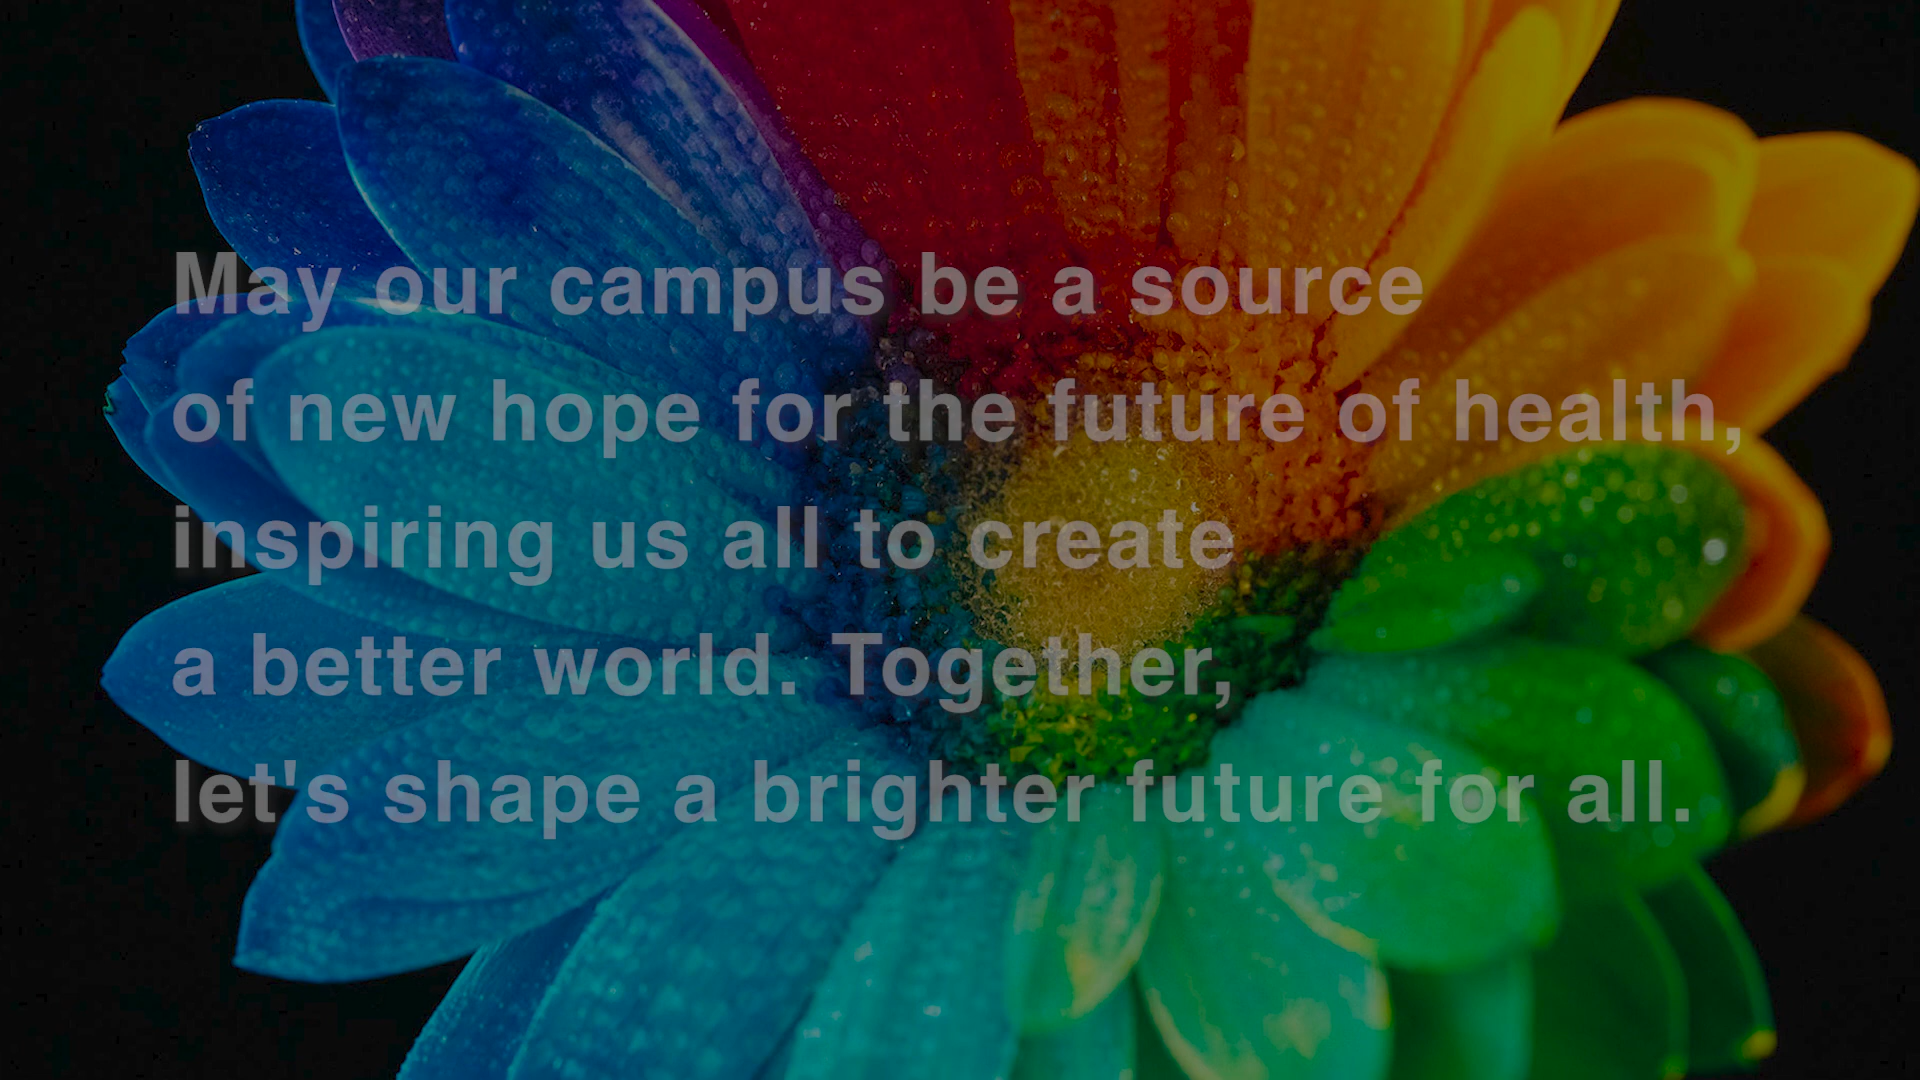 May our campus be a source
of new hope for the future of health,
inspiring us all to create
a better world. Together,
let's shape a brighter future for all.